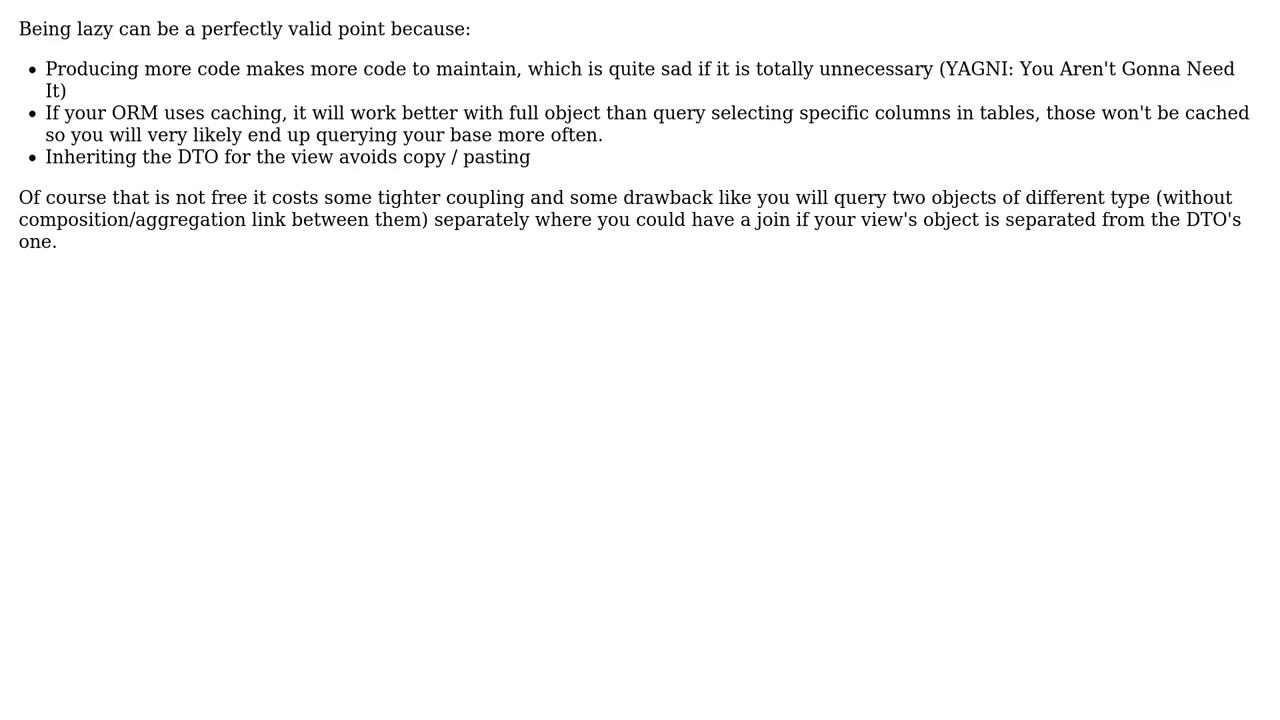 Being lazy can be a perfectly valid point because:
• Producing more code makes more code to maintain, which is quite sad if it is totally unnecessary (YAGNI: You Aren't Gonna Need
It)
• If your ORM uses caching, it will work better with full object than query selecting specific columns in tables, those won't be cached
so you will very likely end up querying your base more often.
• Inheriting the DTO for the view avoids copy / pasting
Of course that is not free it costs some tighter coupling and some drawback like you will query two objects of different type (without
composition/aggregation link between them) separately where you could have a join if your view's object is separated from the DTO's
one.